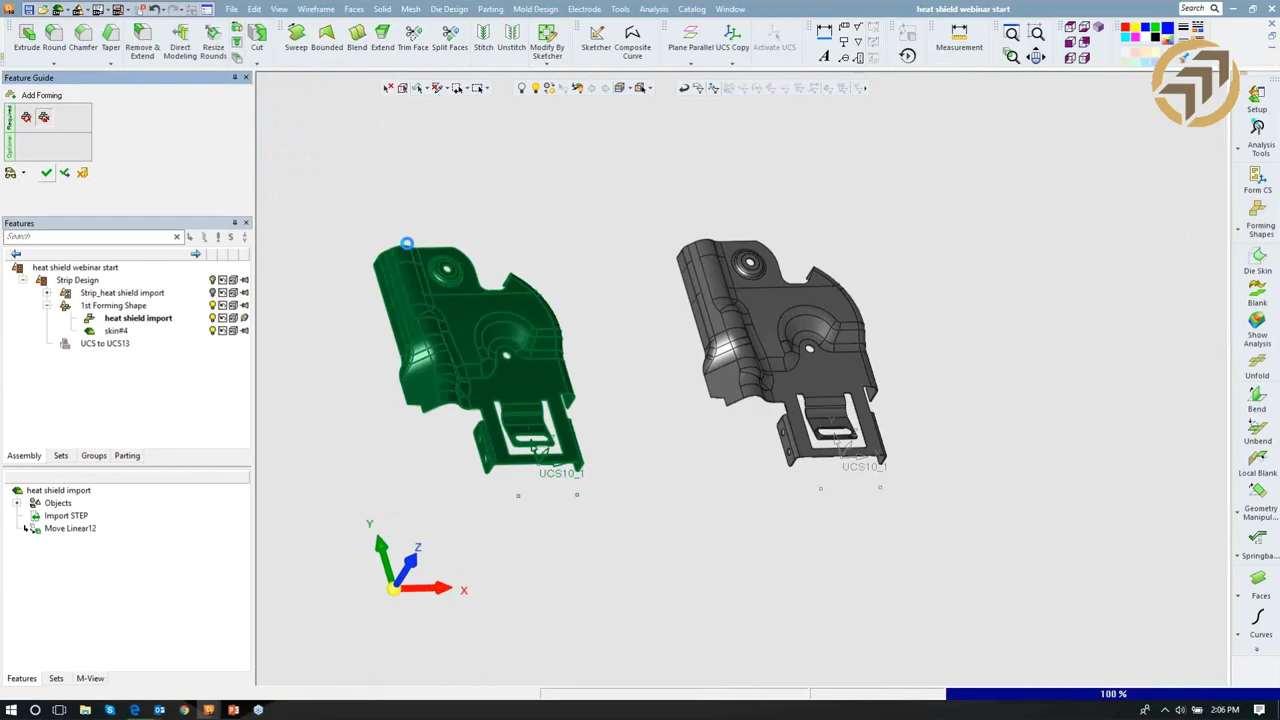 File View Wireframe Faces Solid Mesh Die Design Parting Mold Design Electrode Tools Analysis Catalog Window
heat shield webinar start
Search
Extrude Round Chamfer Taper Remove & Extend Direct Modeling Resize Rounds Cut Sweep Bounded Blend Extend Trim Face Split Faces Stitch Unstitch Modify By Sketcher Sketcher Composite Curve Plane Parallel UCS Copy Activate UCS Measurement
Feature Guide
Add Forming
Required
Optional
Features
Search
heat shield webinar start
Strip Design
Strip_heat shield import
1st Forming Shape
heat shield import
skin#4
UCS to UCS13
Assembly Sets Groups Parting
heat shield import
Objects
Import STEP
Move Linear12
Features Sets M-View
UCS10_1
UCS10_1
Y
Z
X
Setup
Analysis Tools
Form CS
Forming Shapes
Die Skin
Blank
Show Analysis
Unfold
Bend
Unbend
Local Blank
Geometry Manipul...
Springba...
Faces
Curves
100 %
2:06 PM